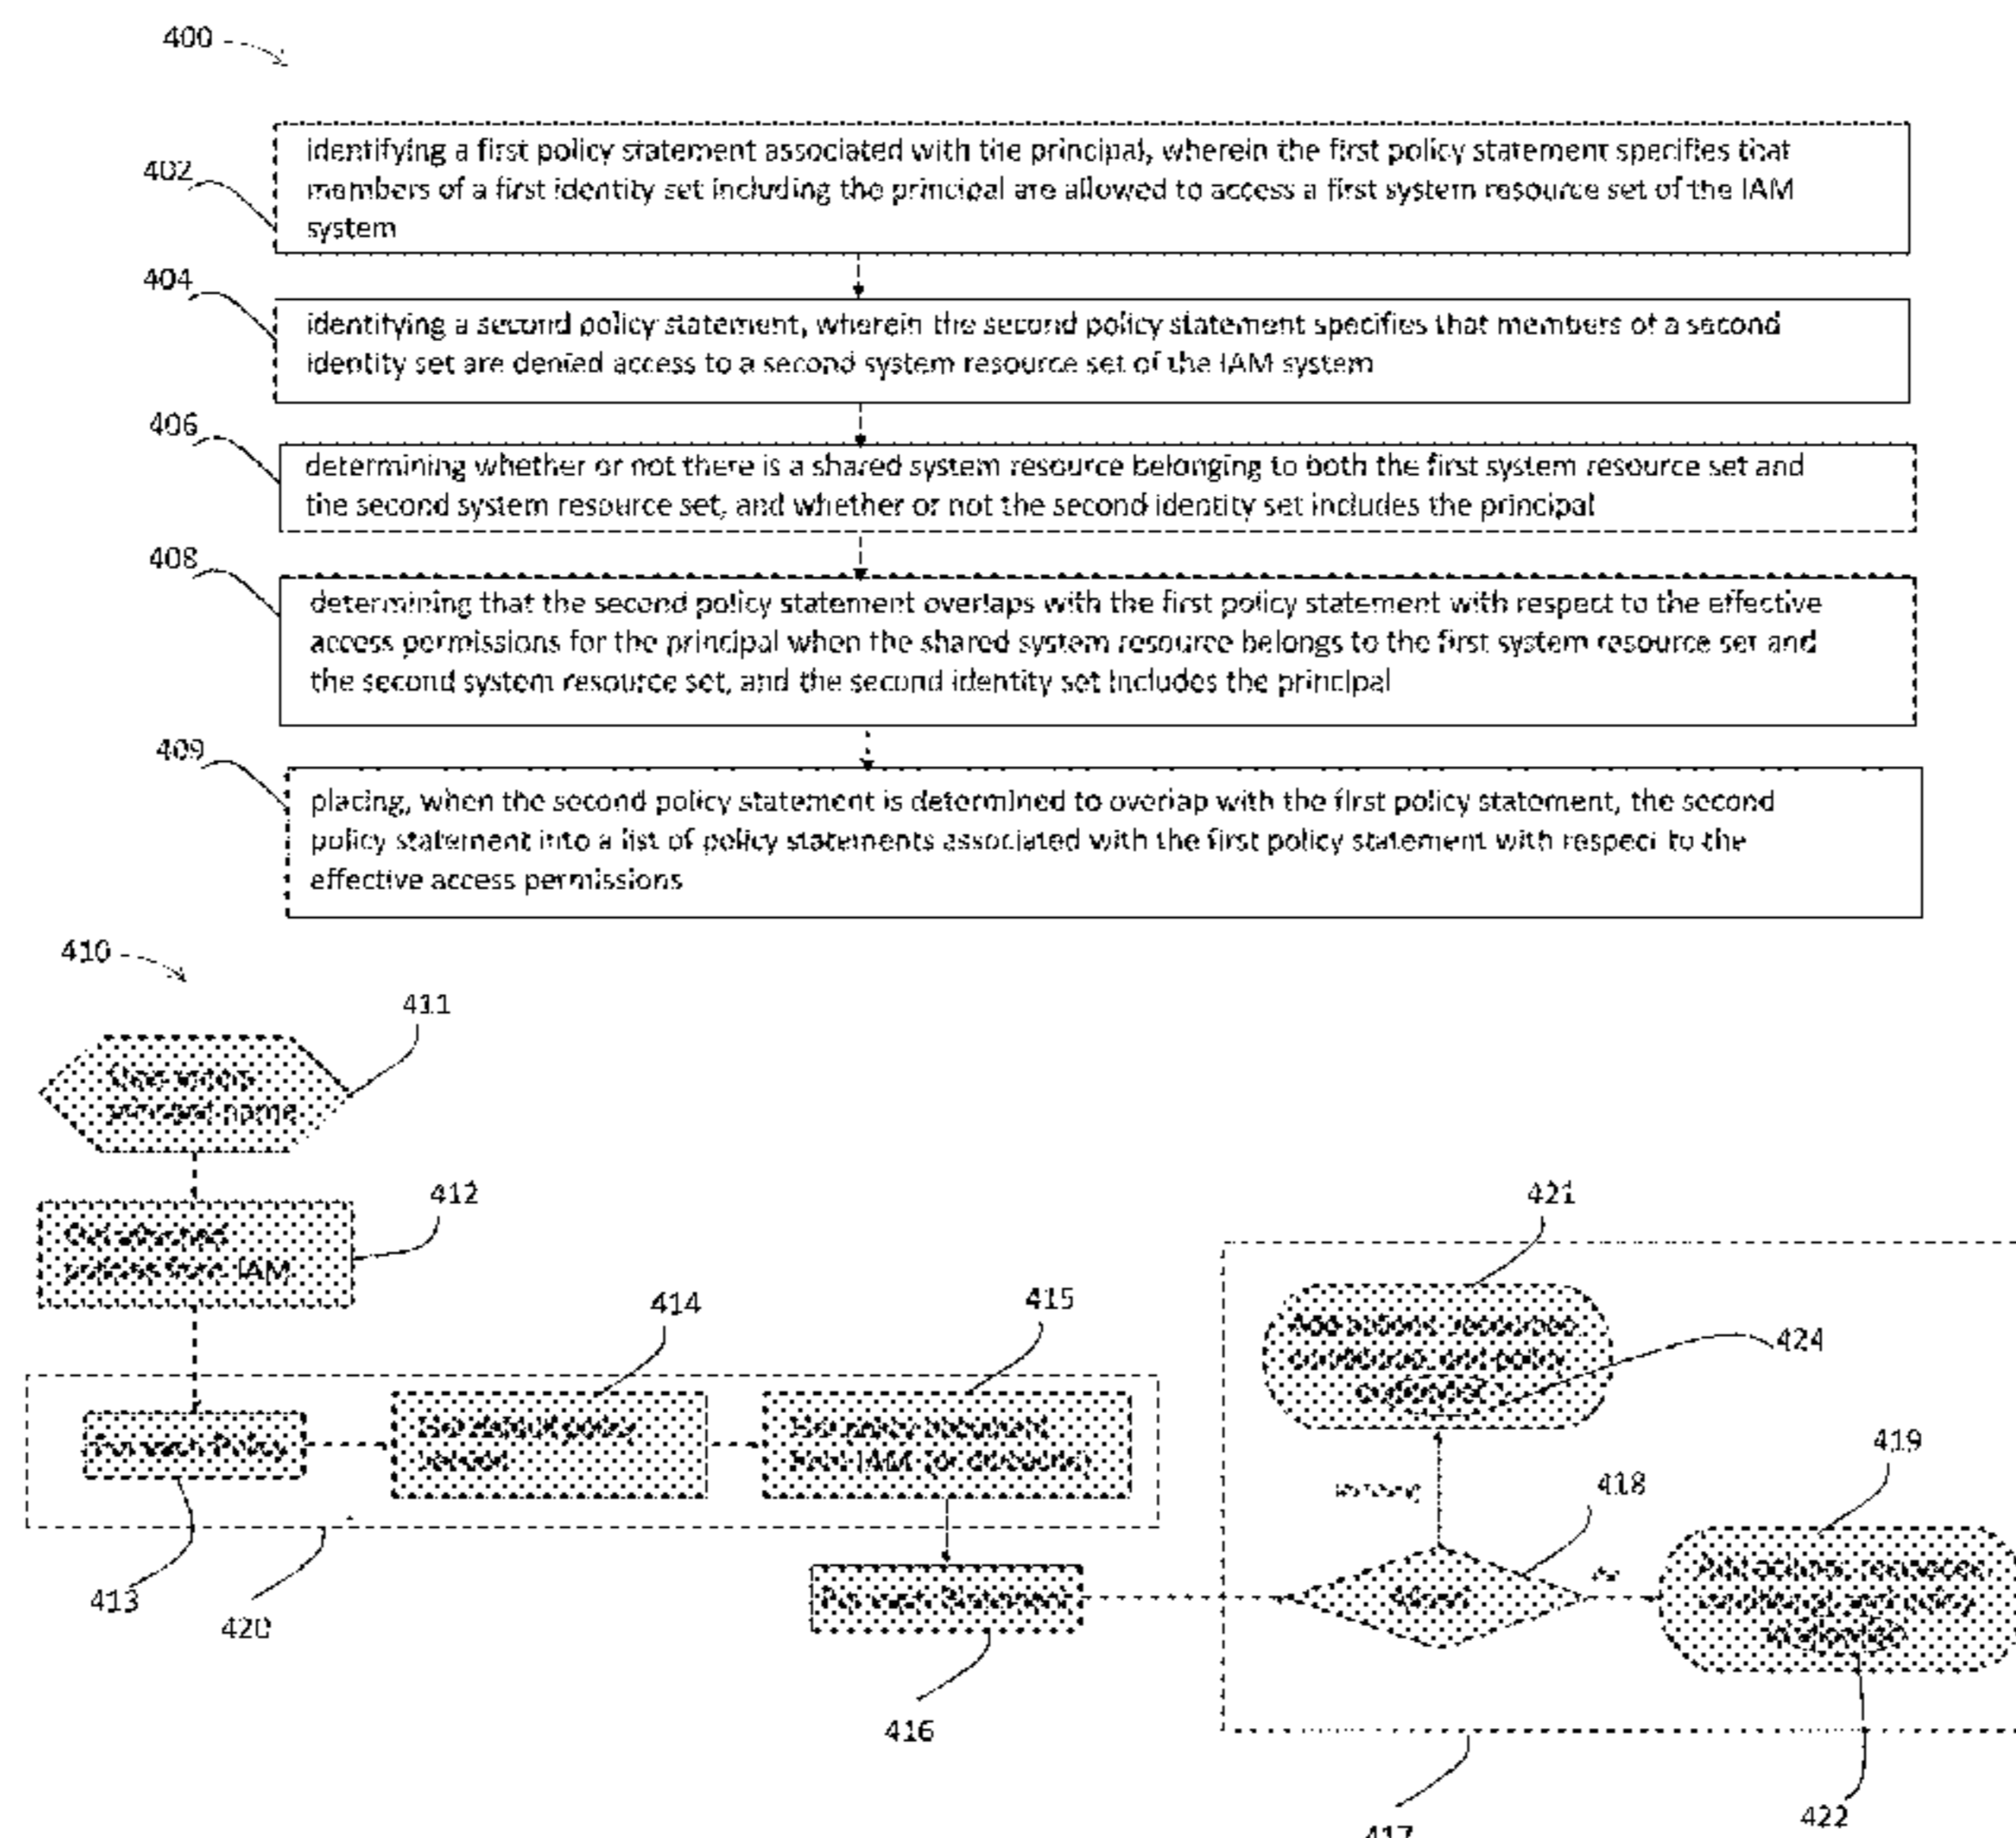 400
402
identifying a first policy statement associated with the principal, wherein the first policy statement specifies that
members of a first identity set including the principal are allowed to access a first system resource set of the IAM
system
404
identifying a second policy statement, wherein the second policy statement specifies that members of a second
identity set are denied access to a second system resource set of the IAM system
406
determining whether or not there is a shared system resource belonging to both the first system resource set and
the second system resource set, and whether or not the second identity set includes the principal
408
determining that the second policy statement overlaps with the first policy statement with respect to the effective
access permissions for the principal when the shared system resource belongs to the first system resource set and
the second system resource set, and the second identity set includes the principal
409
placing, when the second policy statement is determined to overlap with the first policy statement, the second
policy statement into a list of policy statements associated with the first policy statement with respect to the
effective access permissions
410
411
name
412
IAM
421
424
414
415
For each Policy
policy
IAM
413
420
For each Statement
416
418
419
417
422